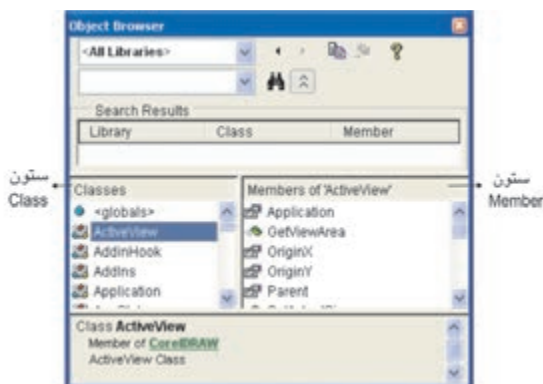 Object Browser
<All Libraries>
Search Results
Library Class Member
ستون
Class
ستون
Member
Classes
Members of 'ActiveView'
<globals>
ActiveView
AddinHook
AddIns
Application
Application
GetViewArea
OriginX
OriginY
Parent
Class ActiveView
Member of CorelDRAW
ActiveView Class